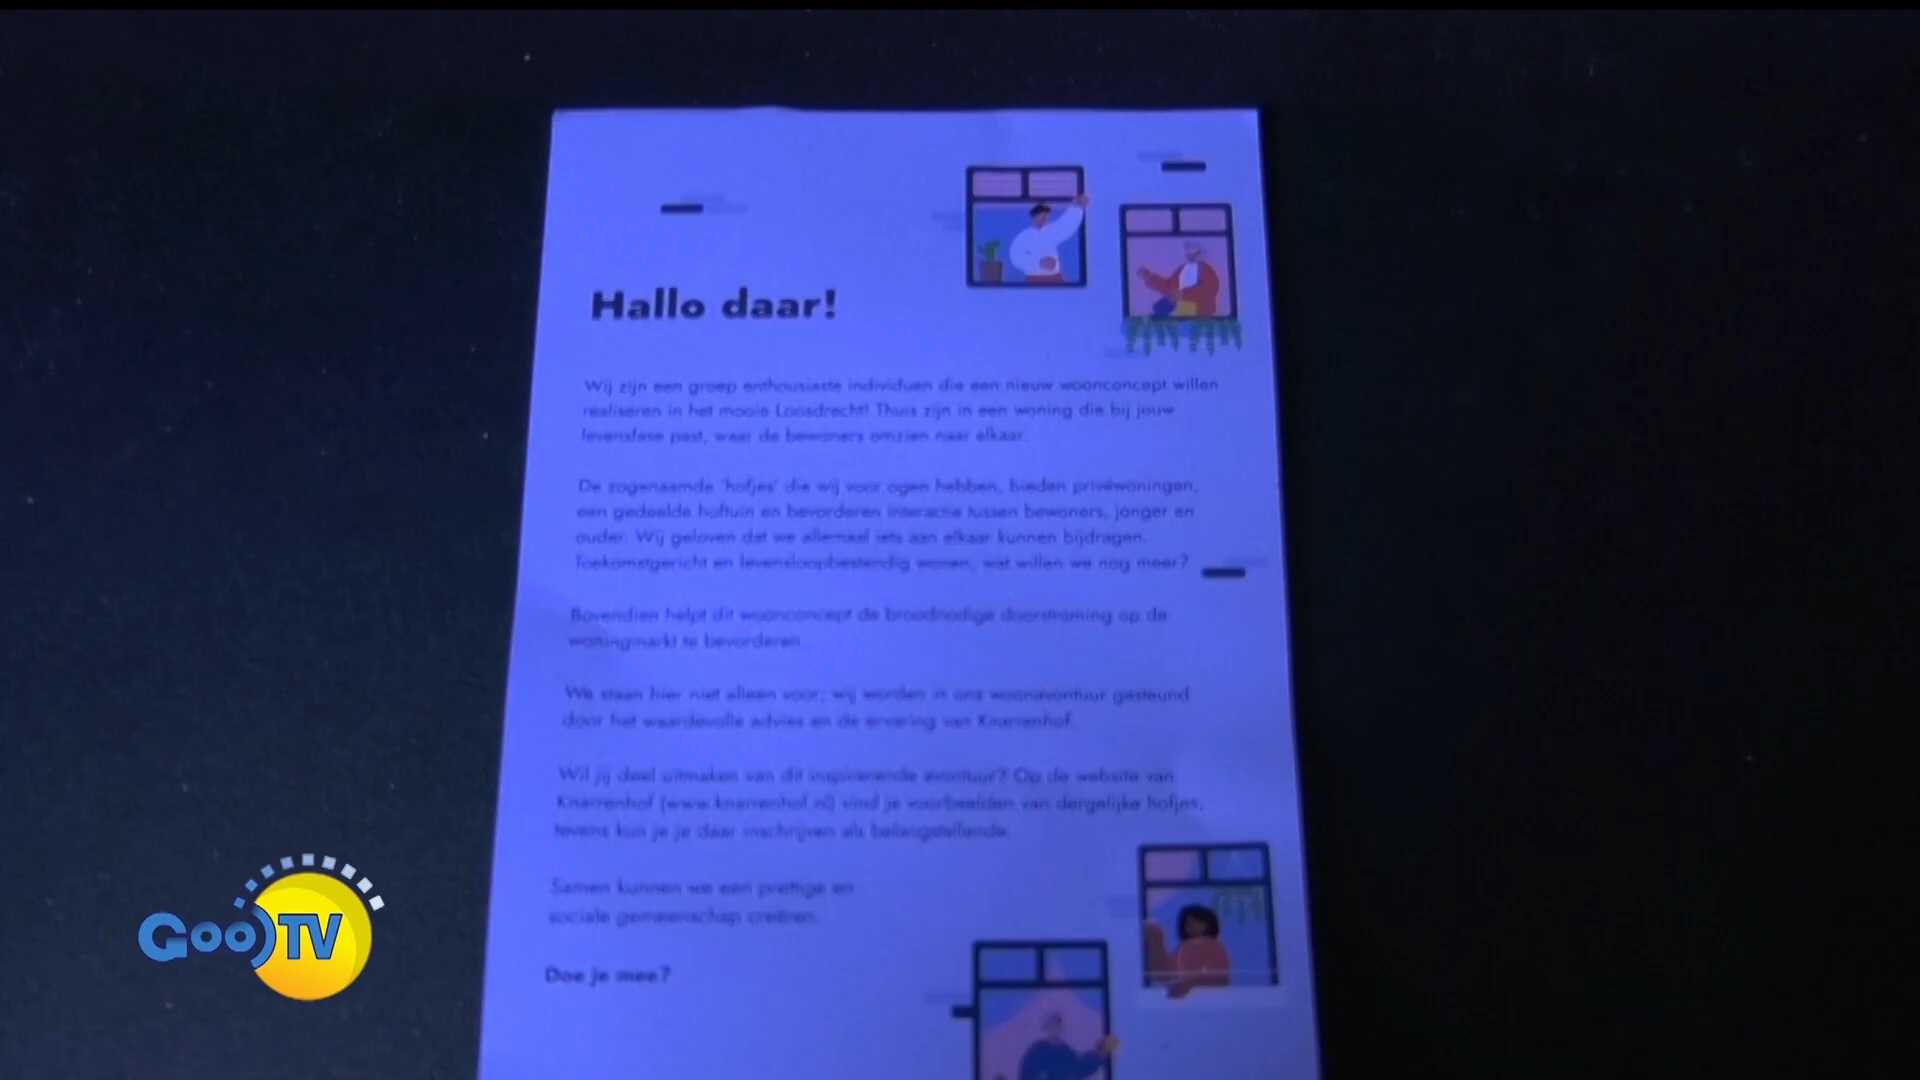 Hallo daar!
Wij zijn een groep enthousiaste individuen die een nieuw woonconcept willen
realiseren in het mooie Loosdrecht! Thuis zijn in een woning die bij jouw
levensfase past, waar de bewoners omzien naar elkaar.
De zogenaamde 'hofjes' die wij voor ogen hebben, bieden privéwoningen,
een gedeelde hoftuin en bevorderen interactie tussen bewoners, jonger en
ouder. Wij geloven dat we allemaal iets aan elkaar kunnen bijdragen.
Toekomstgericht en levensloopbestendig wonen, wat willen we nog meer?
Bovendien helpt dit woonconcept de broodnodige doorstroming op de
woningmarkt te bevorderen.
We staan hier niet alleen voor; wij worden in ons woonavontuur gesteund
door het waardevolle advies en de ervaring van Knarrenhof.
Wil jij deel uitmaken van dit inspirerende avontuur? Op de website van
Knarrenhof (www.knarrenhof.nl) vind je voorbeelden van dergelijke hofjes,
tevens kun je je daar inschrijven als belangstellende.
Samen kunnen we een prettige en
sociale gemeenschap creëren.
Doe je mee?
GooiTV